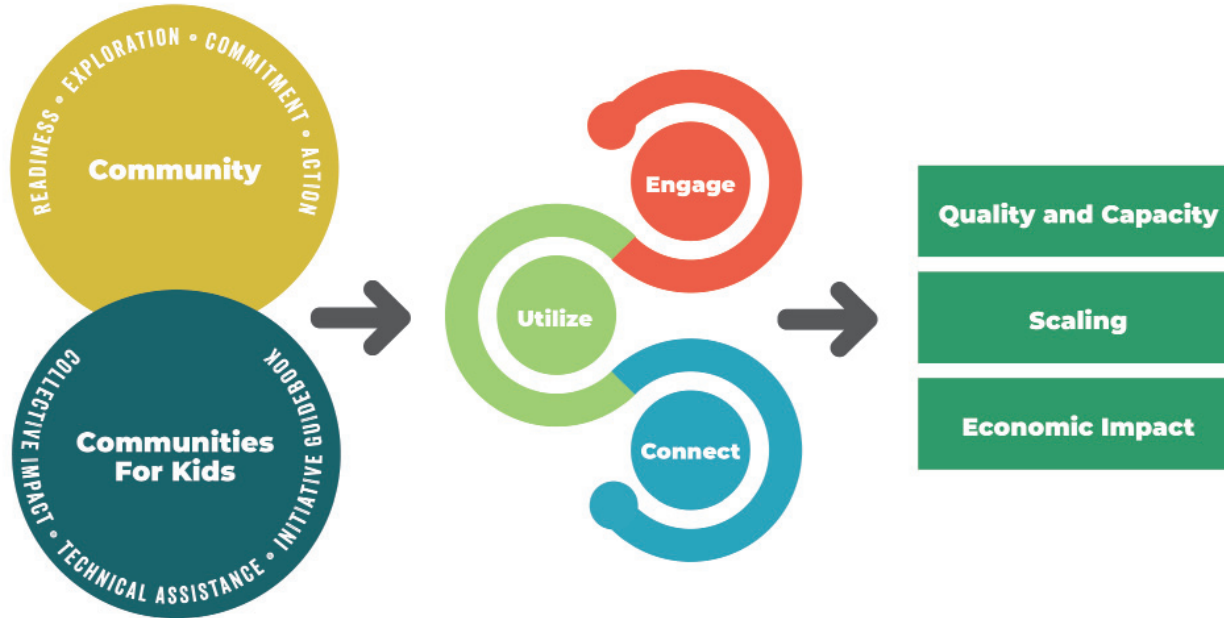 READINESS • EXPLORATION • COMMITMENT • ACTION
Community
Communities
For Kids
COLLECTIVE IMPACT • TECHNICAL ASSISTANCE • INITIATIVE GUIDEBOOK
Engage
Utilize
Connect
Quality and Capacity
Scaling
Economic Impact